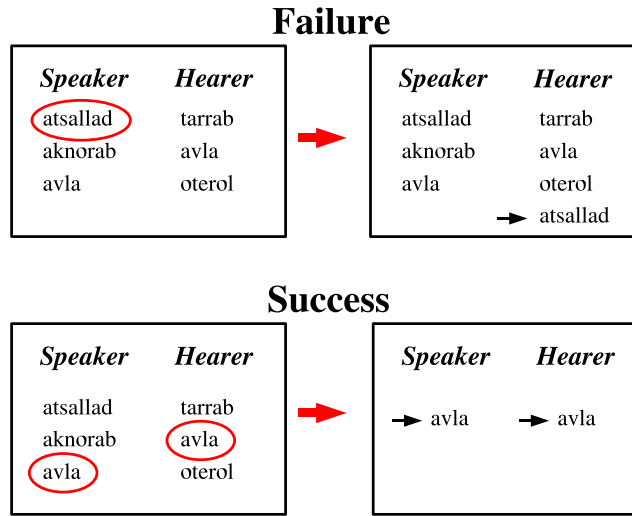 Failure
Speaker Hearer
atsallad tarrab
aknorab avla
avla oterol
Speaker Hearer
atsallad tarrab
aknorab avla
avla oterol
atsallad
Success
Speaker Hearer
atsallad tarrab
aknorab avla
avla oterol
Speaker Hearer
avla avla